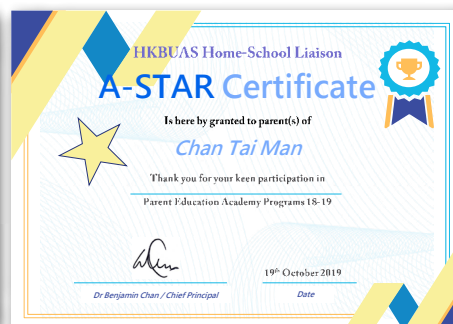 HKBUAS Home-School Liaison
A-STAR Certificate
Is here by granted to parent(s) of
Chan Tai Man
Thank you for your keen participation in
Parent Education Academy Programs 18-19
19th October 2019
Dr Benjamin Chan / Chief Principal
Date